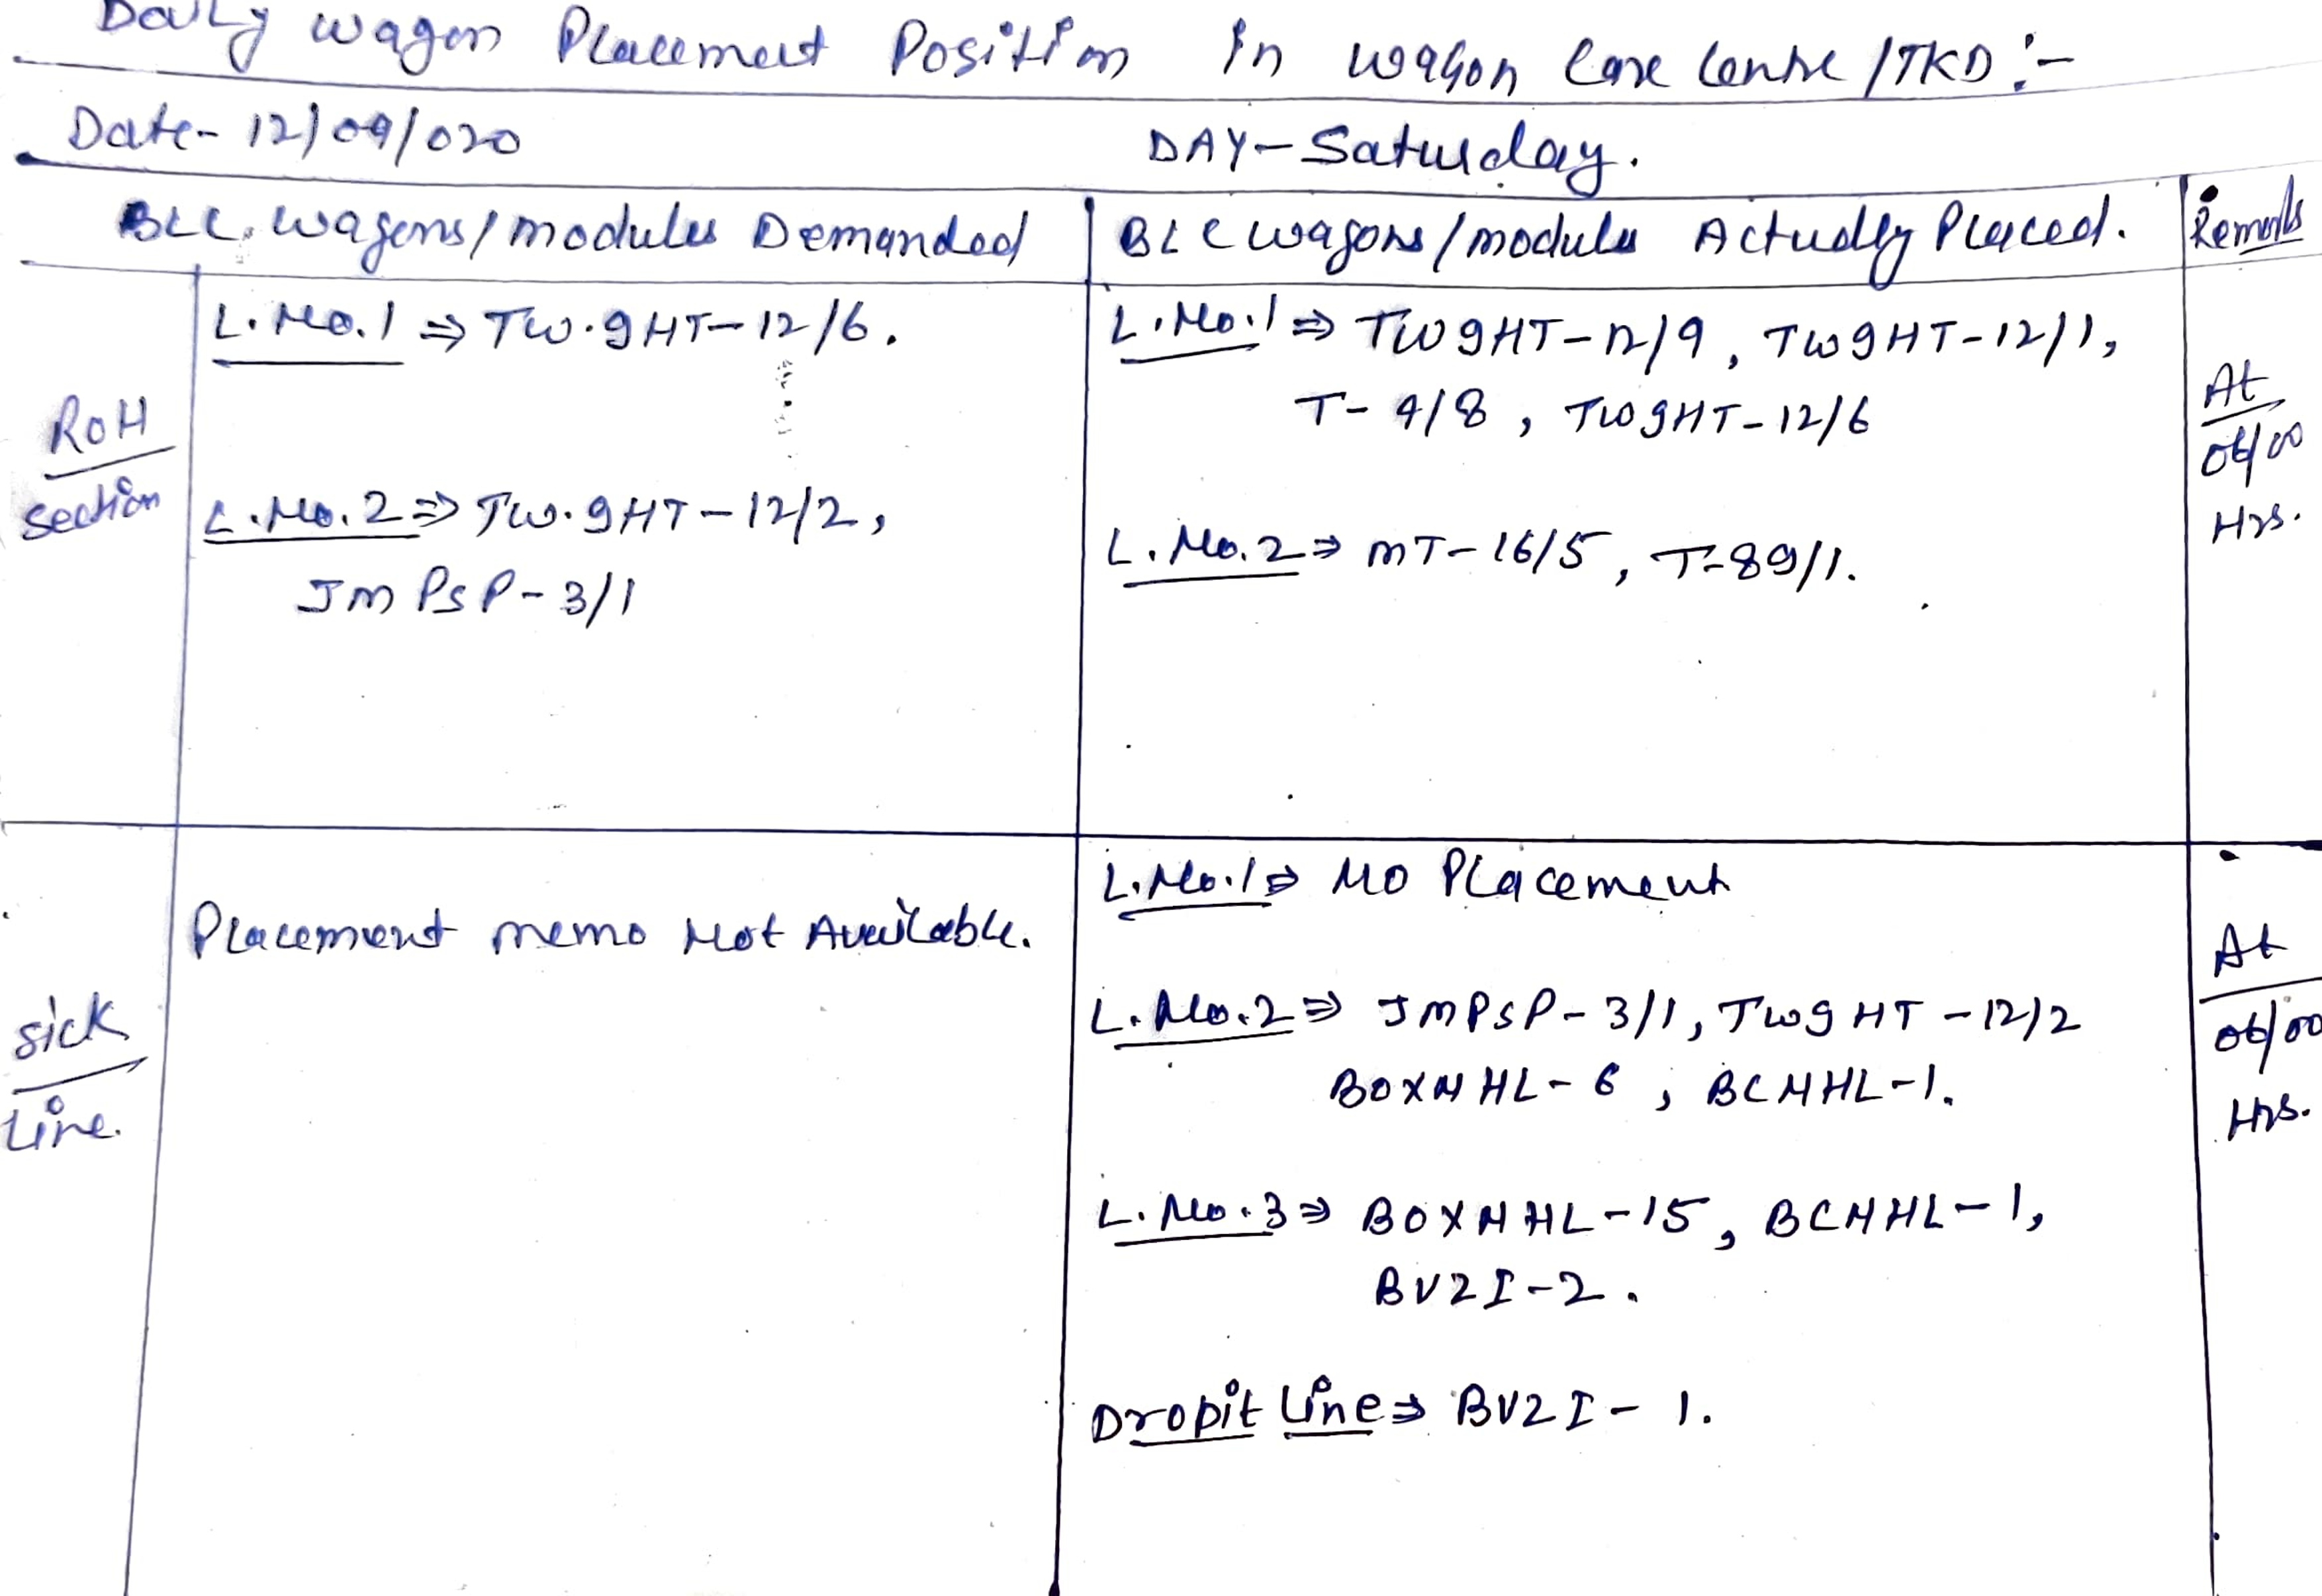 Daily Wagon Placement Position in Wagon Care Centre/TKD:-
Date- 12/09/020 DAY- Saturday.
BLC. Wagons/modules Demanded BLC wagons/modules Actually Placed. Remarks
ROH
Section
L.No.1 ⇒ TW.9HT-12/6.
L.No.2 ⇒ TW.9HT-12/2,
JMPSP-3/1
L.No.1 ⇒ TW9HT-12/9, TW9HT-12/1,
T-9/8, TW9HT-12/6
L.No.2 ⇒ MT-16/5, T-89/1.
At
06/00
Hrs.
Sick
Line.
Placement memo Not Available.
L.No.1 ⇒ NO Placement
L.No.2 ⇒ JMPSP-3/1, TW9HT-12/2
BOXNHL-6, BCNHL-1.
L.No.3 ⇒ BOXNHL-15, BCNHL-1,
BVZI-2.
Dropit Line ⇒ BVZI-1.
At
06/00
Hrs.